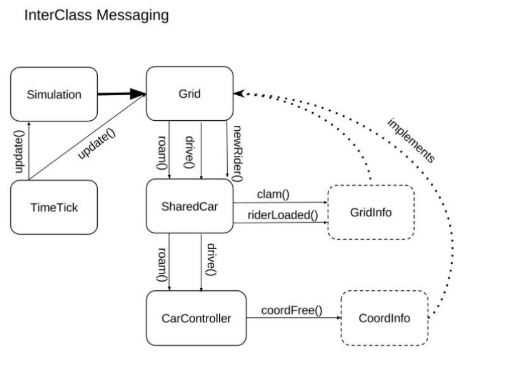 InterClass Messaging
Simulation
Grid
update()
update()
roam()
drive()
newRider()
implements
TimeTick
SharedCar
clam()
riderLoaded()
GridInfo
roam()
drive()
CarController
coordFree()
CoordInfo